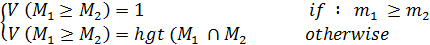 V (M₁ ≥ M₂) = 1 if : m₁ ≥ m₂
V (M₁ ≥ M₂) = hgt (M₁ ∩ M₂ otherwise